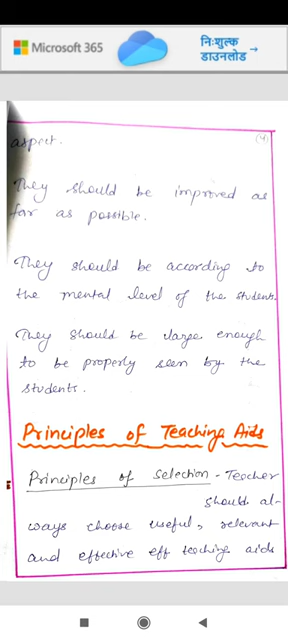 Microsoft 365
निःशुल्क
डाउनलोड →
aspect.
(4)
They should be improved as
far as possible.
They should be according to
the mental level of the students.
They should be large enough
to be properly seen by the
students.
Principles of Teaching Aids
Principles of Selection - Teacher
should al-
ways choose useful, relevant
and effective eff teaching aids